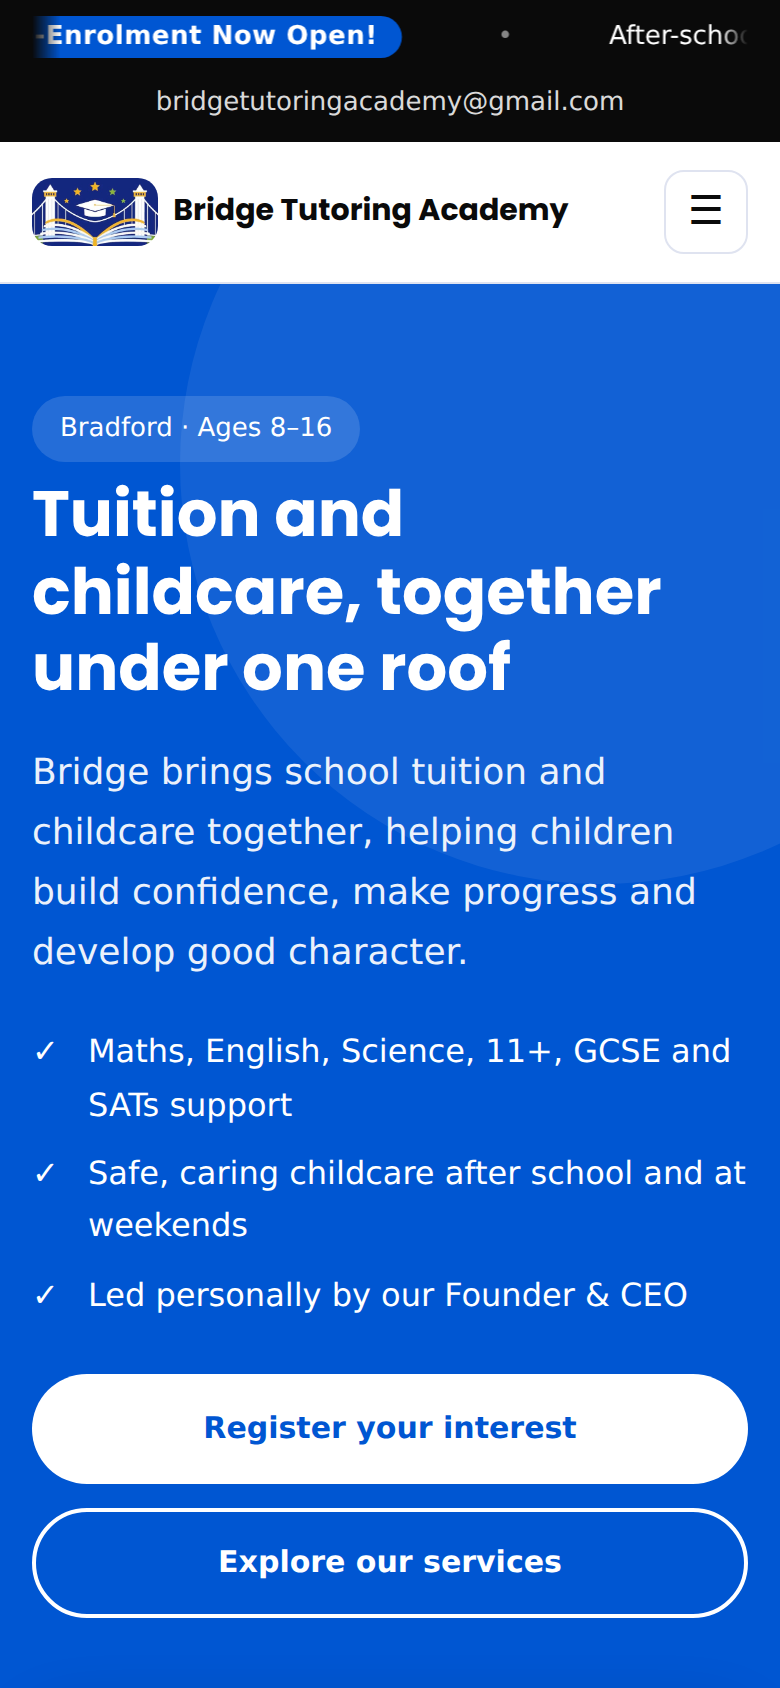 -Enrolment Now Open! • After-schoo
bridgetutoringacademy@gmail.com
Bridge Tutoring Academy
Bradford · Ages 8–16
Tuition and
childcare, together
under one roof
Bridge brings school tuition and
childcare together, helping children
build confidence, make progress and
develop good character.
✓ Maths, English, Science, 11+, GCSE and
SATs support
✓ Safe, caring childcare after school and at
weekends
✓ Led personally by our Founder & CEO
Register your interest
Explore our services